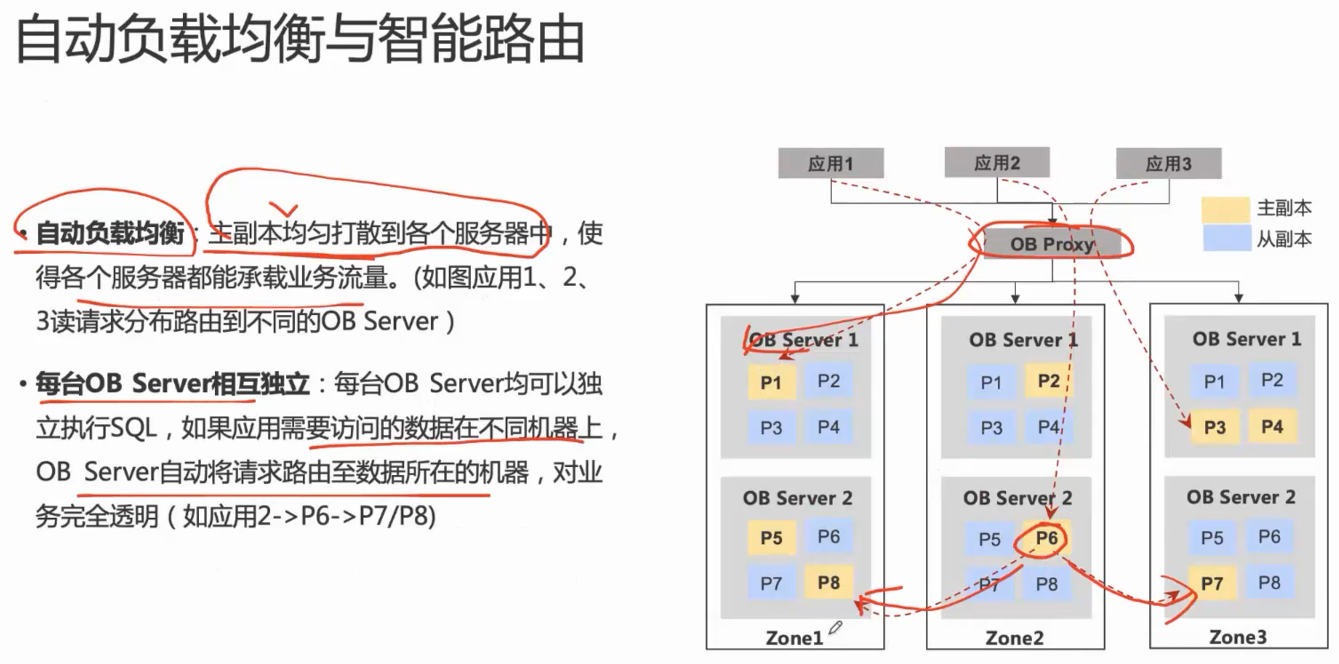 自动负载均衡与智能路由
• 自动负载均衡：主副本均匀打散到各个服务器中，使
得各个服务器都能承载业务流量。(如图应用1、2、
3读请求分布路由到不同的OB Server )
• 每台OB Server相互独立：每台OB Server均可以独
立执行SQL，如果应用需要访问的数据在不同机器上，
OB Server自动将请求路由至数据所在的机器，对业
务完全透明（如应用2->P6->P7/P8)
应用1 应用2 应用3
主副本
从副本
OB Proxy
OB Server 1
P1 P2
P3 P4
OB Server 2
P5 P6
P7 P8
Zone1
OB Server 1
P1 P2
P3 P4
OB Server 2
P5 P6
P7 P8
Zone2
OB Server 1
P1 P2
P3 P4
OB Server 2
P5 P6
P7 P8
Zone3